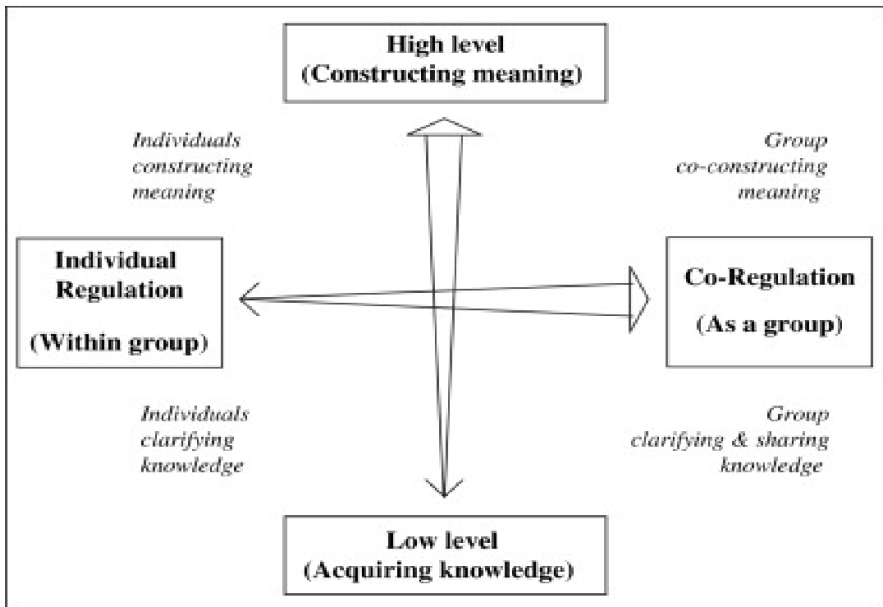 High level
(Constructing meaning)
Individuals
constructing
meaning
Group
co-constructing
meaning
Individual
Regulation
(Within group)
Co-Regulation
(As a group)
Individuals
clarifying
knowledge
Group
clarifying & sharing
knowledge
Low level
(Acquiring knowledge)